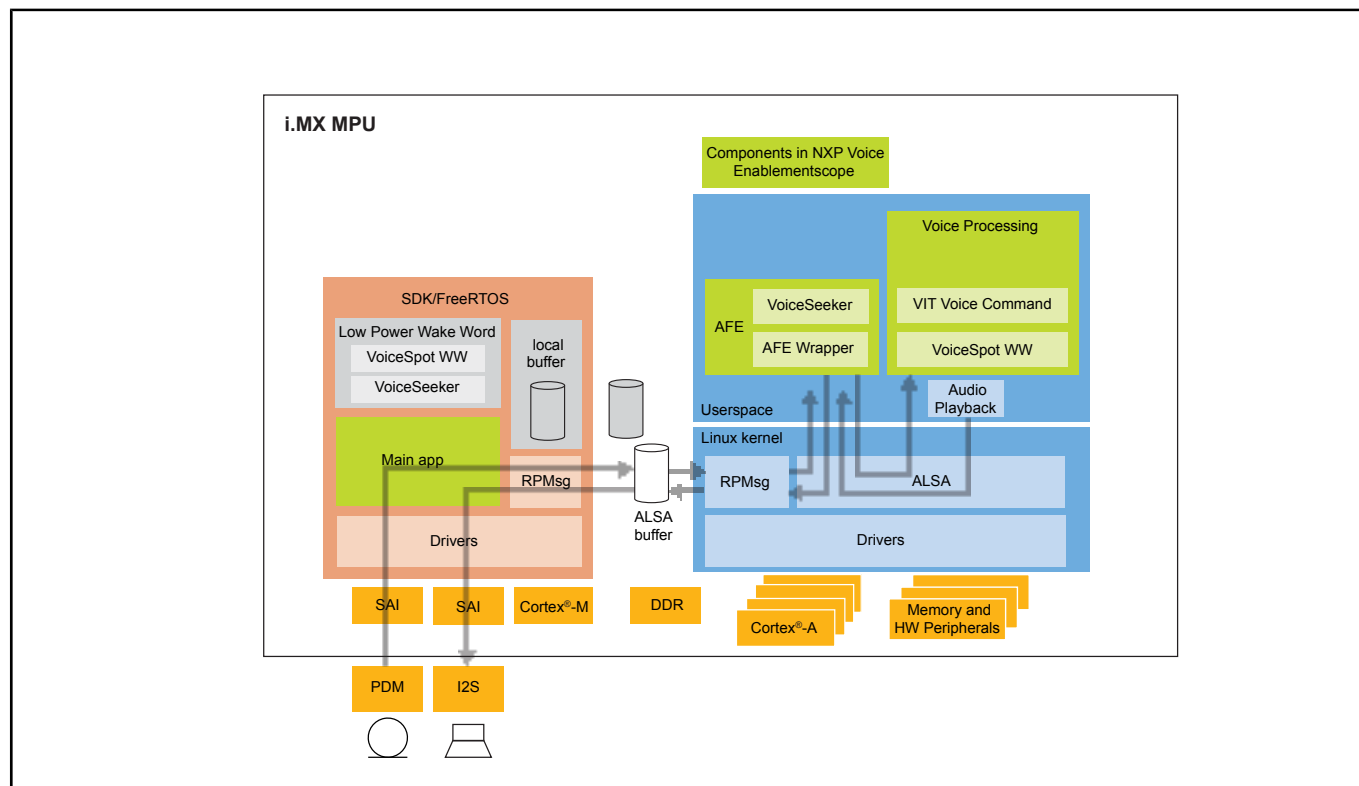 i.MX MPU
Components in NXP Voice
Enablementscope
Voice Processing
SDK/FreeRTOS
Low Power Wake Word
VoiceSpot WW
VoiceSeeker
local
buffer
Main app
RPMsg
Drivers
ALSA
buffer
AFE
VoiceSeeker
AFE Wrapper
VIT Voice Command
VoiceSpot WW
Audio
Playback
Userspace
Linux kernel
RPMsg
ALSA
Drivers
SAI
SAI
Cortex®-M
DDR
Cortex®-A
Memory and
HW Peripherals
PDM
I2S